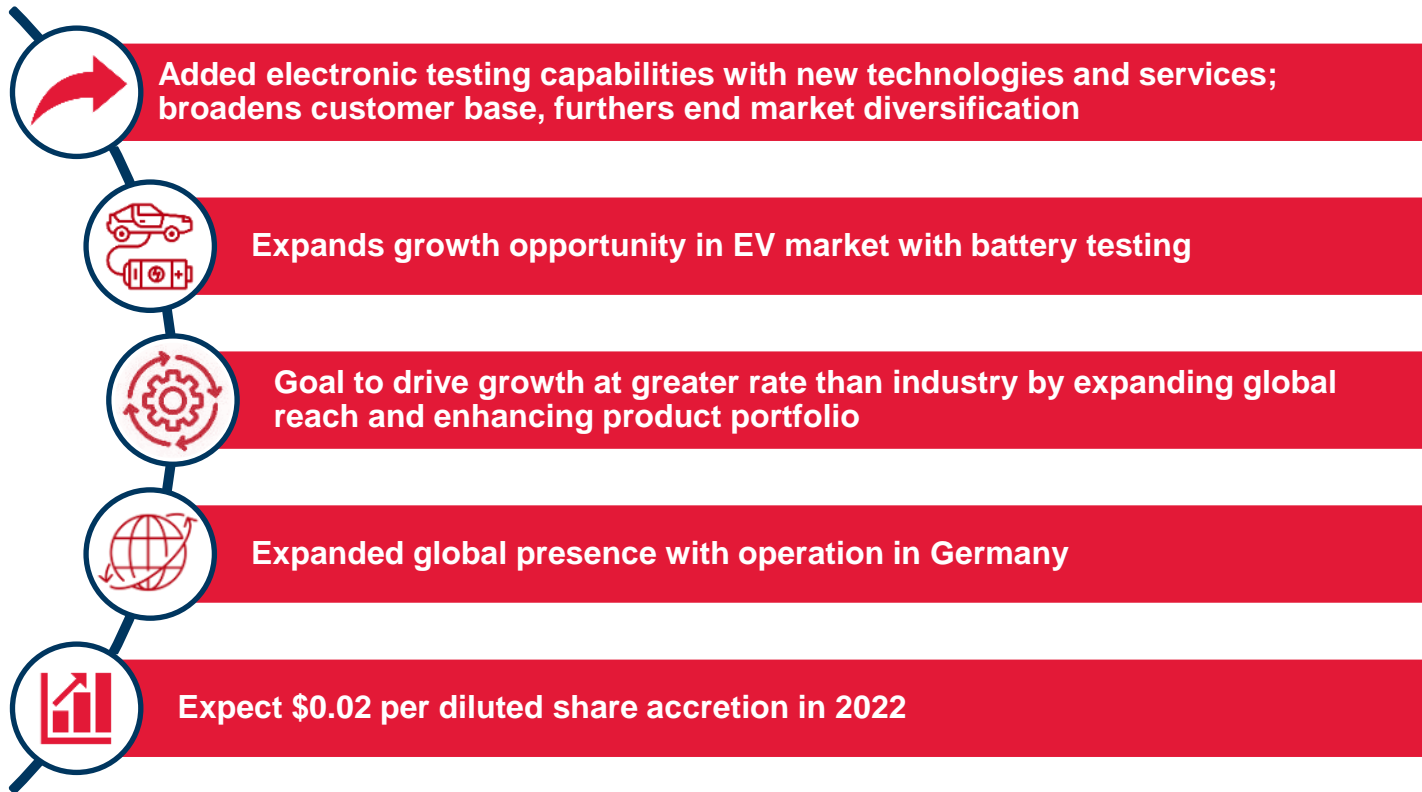 Added electronic testing capabilities with new technologies and services;
broadens customer base, furthers end market diversification
Expands growth opportunity in EV market with battery testing
Goal to drive growth at greater rate than industry by expanding global
reach and enhancing product portfolio
Expanded global presence with operation in Germany
Expect $0.02 per diluted share accretion in 2022